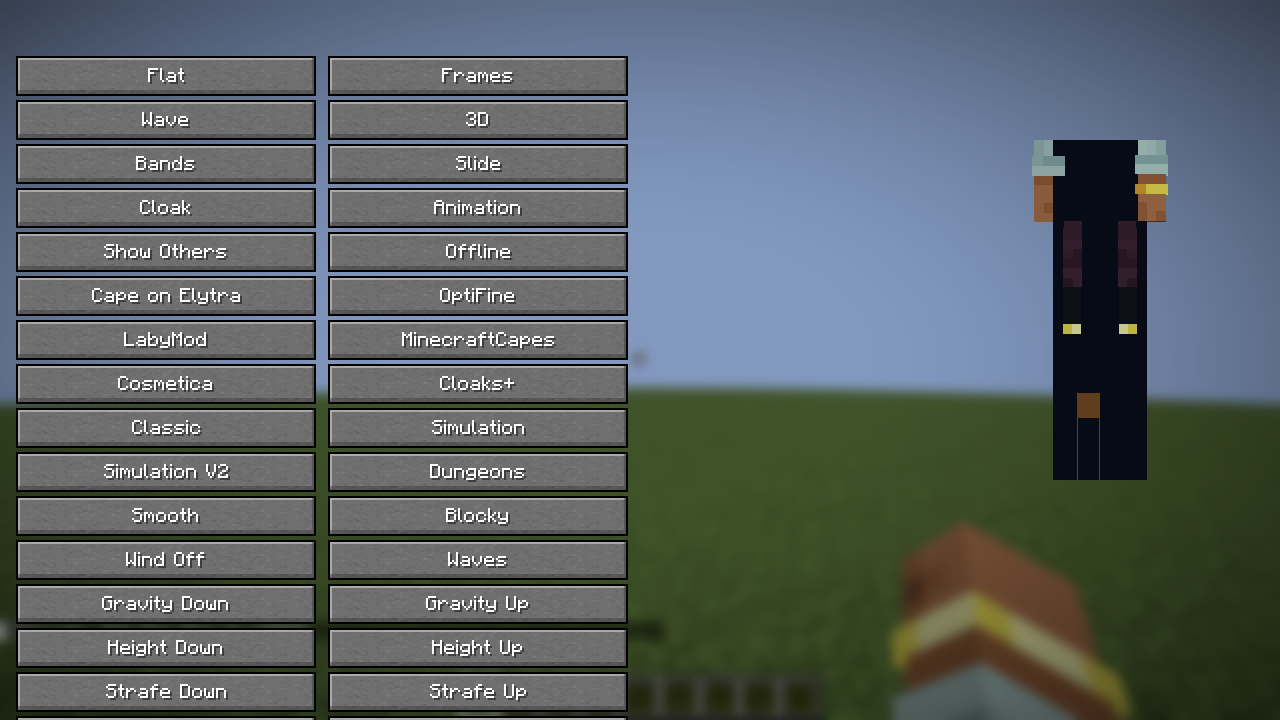 Flat
Frames
Wave
3D
Bands
Slide
Cloak
Animation
Show Others
Offline
Cape on Elytra
OptiFine
LabyMod
MinecraftCapes
Cosmetica
Cloaks+
Classic
Simulation
Simulation V2
Dungeons
Smooth
Blocky
Wind Off
Waves
Gravity Down
Gravity Up
Height Down
Height Up
Strafe Down
Strafe Up